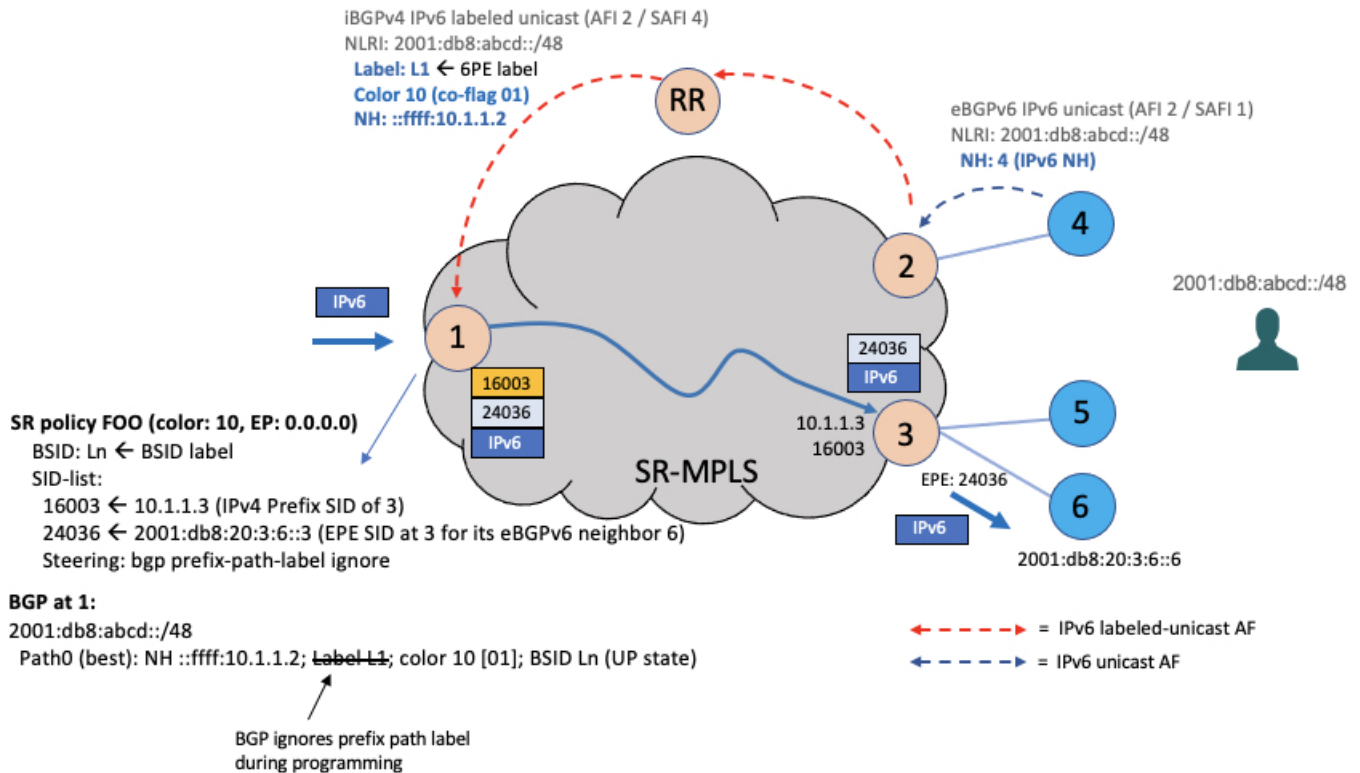 iBGPv4 IPv6 labeled unicast (AFI 2 / SAFI 4)
NLRI: 2001:db8:abcd::/48
Label: L1 ← 6PE label
Color 10 (co-flag 01)
NH: ::ffff:10.1.1.2
RR
eBGPv6 IPv6 unicast (AFI 2 / SAFI 1)
NLRI: 2001:db8:abcd::/48
NH: 4 (IPv6 NH)
4
2
2001:db8:abcd::/48
IPv6
1
16003
24036
IPv6
24036
IPv6
10.1.1.3
16003
3
5
6
SR-MPLS
EPE: 24036
IPv6
2001:db8:20:3:6::6
SR policy FOO (color: 10, EP: 0.0.0.0)
BSID: Ln ← BSID label
SID-list:
16003 ← 10.1.1.3 (IPv4 Prefix SID of 3)
24036 ← 2001:db8:20:3:6::3 (EPE SID at 3 for its eBGPv6 neighbor 6)
Steering: bgp prefix-path-label ignore
BGP at 1:
2001:db8:abcd::/48
Path0 (best): NH ::ffff:10.1.1.2; Label L1; color 10 [01]; BSID Ln (UP state)
BGP ignores prefix path label
during programming
= IPv6 labeled-unicast AF
= IPv6 unicast AF